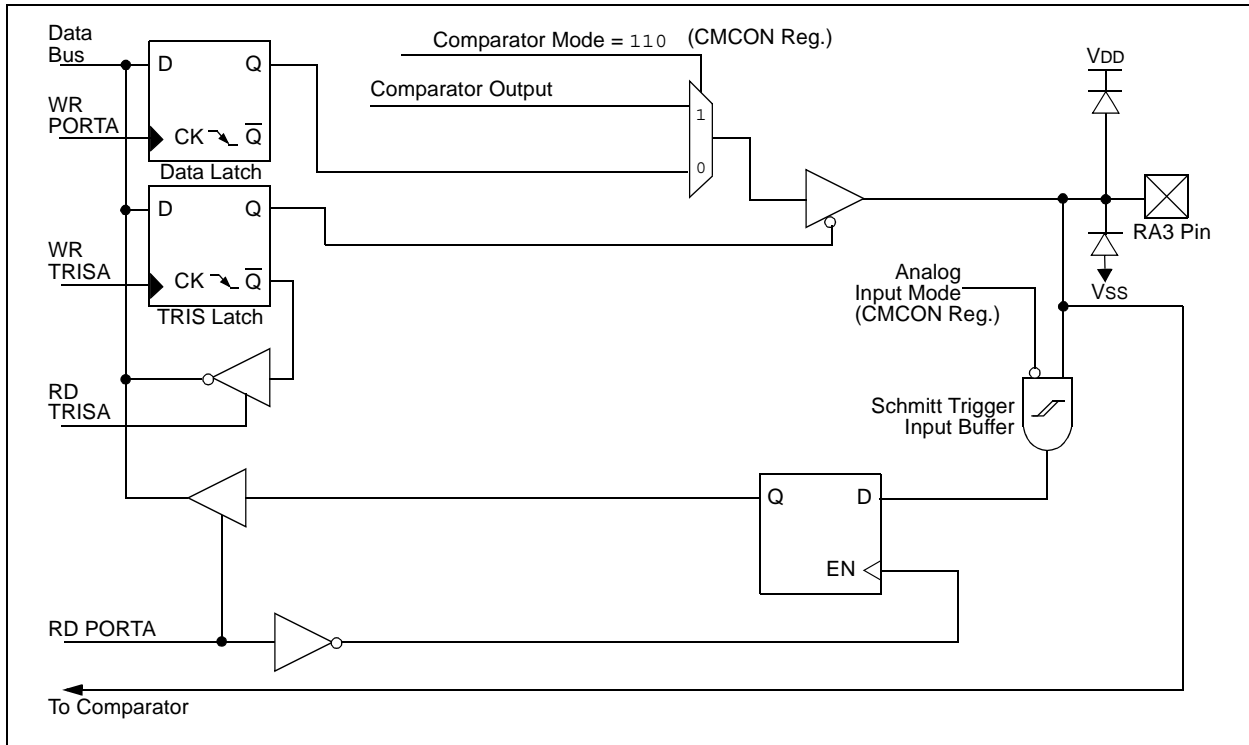 Data
Bus
Comparator Mode = 110 (CMCON Reg.)
VDD
D Q
Comparator Output
WR
PORTA
1
CK Q̅
0
Data Latch
D Q
RA3 Pin
WR
TRISA
CK Q̅
Analog
Input Mode
(CMCON Reg.)
VSS
TRIS Latch
RD
TRISA
Schmitt Trigger
Input Buffer
Q D
EN
RD PORTA
To Comparator